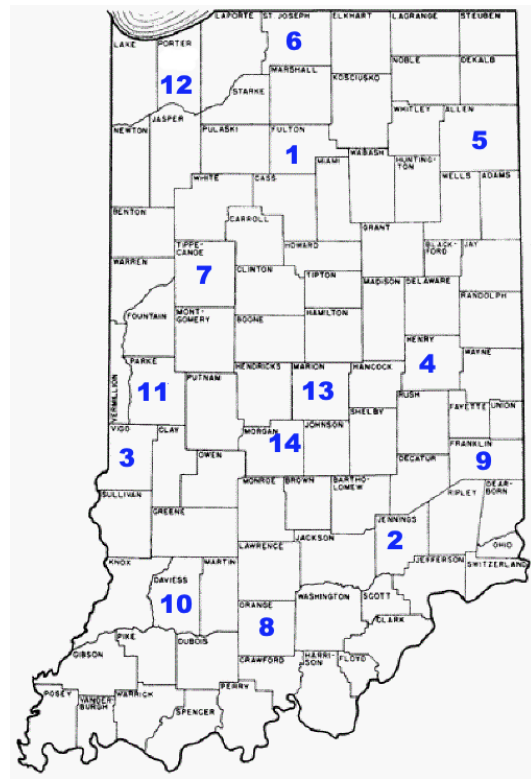 LAPORTE ST. JOSEPH ELKHART LAGRANGE STEUBEN
LAKE PORTER 6
12 MARSHALL NOBLE DEKALB
STARKE KOSCIUSKO
JASPER WHITLEY ALLEN
NEWTON PULASKI FULTON 5
1 MIAMI WABASH HUNTING-
TON
WHITE CASS WELLS ADAMS
BENTON CARROLL GRANT
TIPPE-
CANOE HOWARD BLACK-
FORD JAY
WARREN 7 CLINTON TIPTON
MADISON DELAWARE RANDOLPH
FOUNTAIN MONT-
GOMERY BOONE HAMILTON
HENRY WAYNE
VERMILLION PARKE PUTNAM HENDRICKS MARION HANCOCK 4
11 13 RUSH FAYETTE UNION
SHELBY
VIGO CLAY MORGAN JOHNSON FRANKLIN
3 OWEN 14 DECATUR 9
SULLIVAN MONROE BROWN BARTHO-
LOMEW RIPLEY DEAR-
BORN
GREENE JENNINGS
JACKSON 2 OHIO
LAWRENCE JEFFERSON SWITZERLAND
KNOX DAVIESS MARTIN
10 ORANGE WASHINGTON SCOTT
8 CLARK
PIKE DUBOIS
GIBSON CRAWFORD HARRI-
SON FLOYD
POSEY VANDER-
BURGH WARRICK PERRY
SPENCER